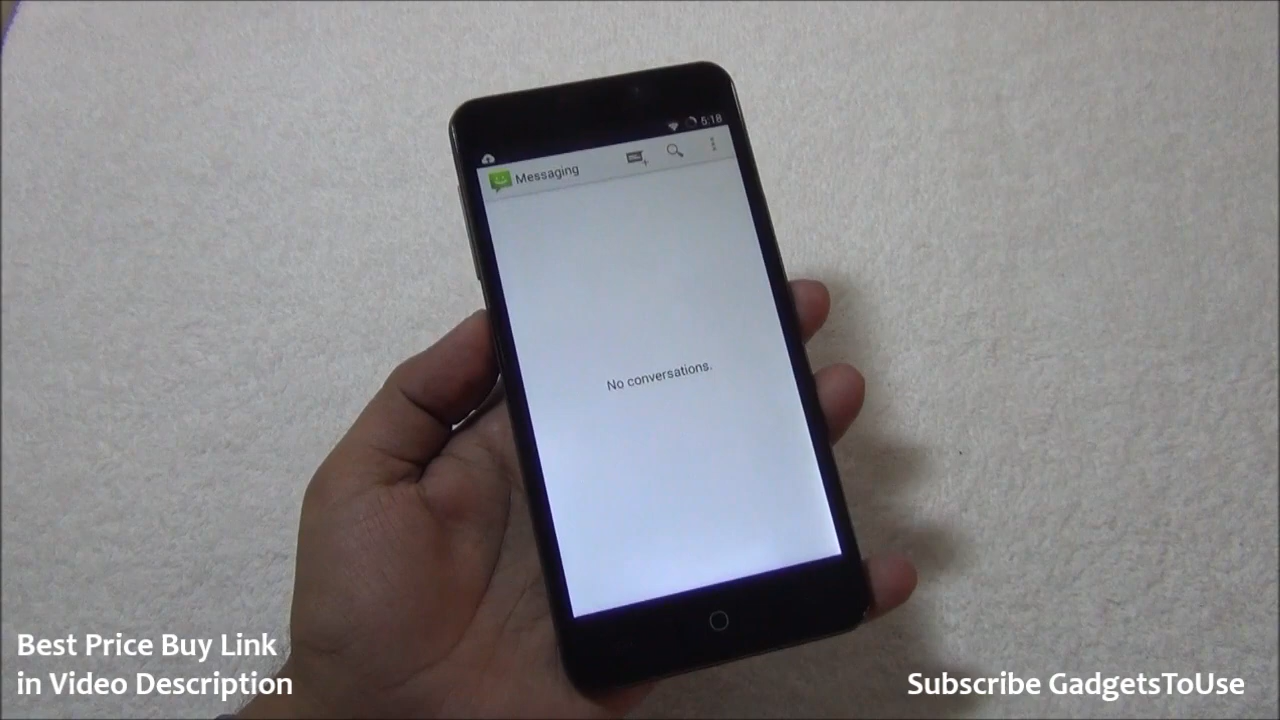 5:18
Messaging
No conversations.
Best Price Buy Link
in Video Description
Subscribe GadgetsToUse